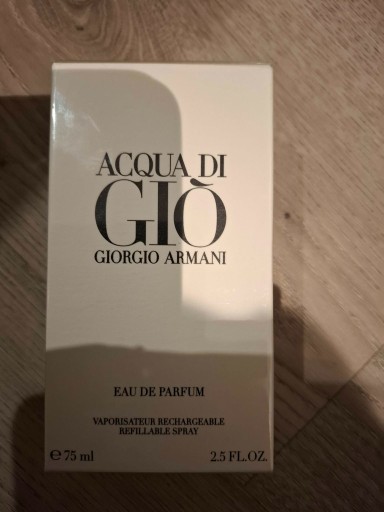 ACQUA DI
GIÒ
GIORGIO ARMANI
EAU DE PARFUM
VAPORISATEUR RECHARGEABLE
REFILLABLE SPRAY
℮ 75 ml 2.5 FL.OZ.